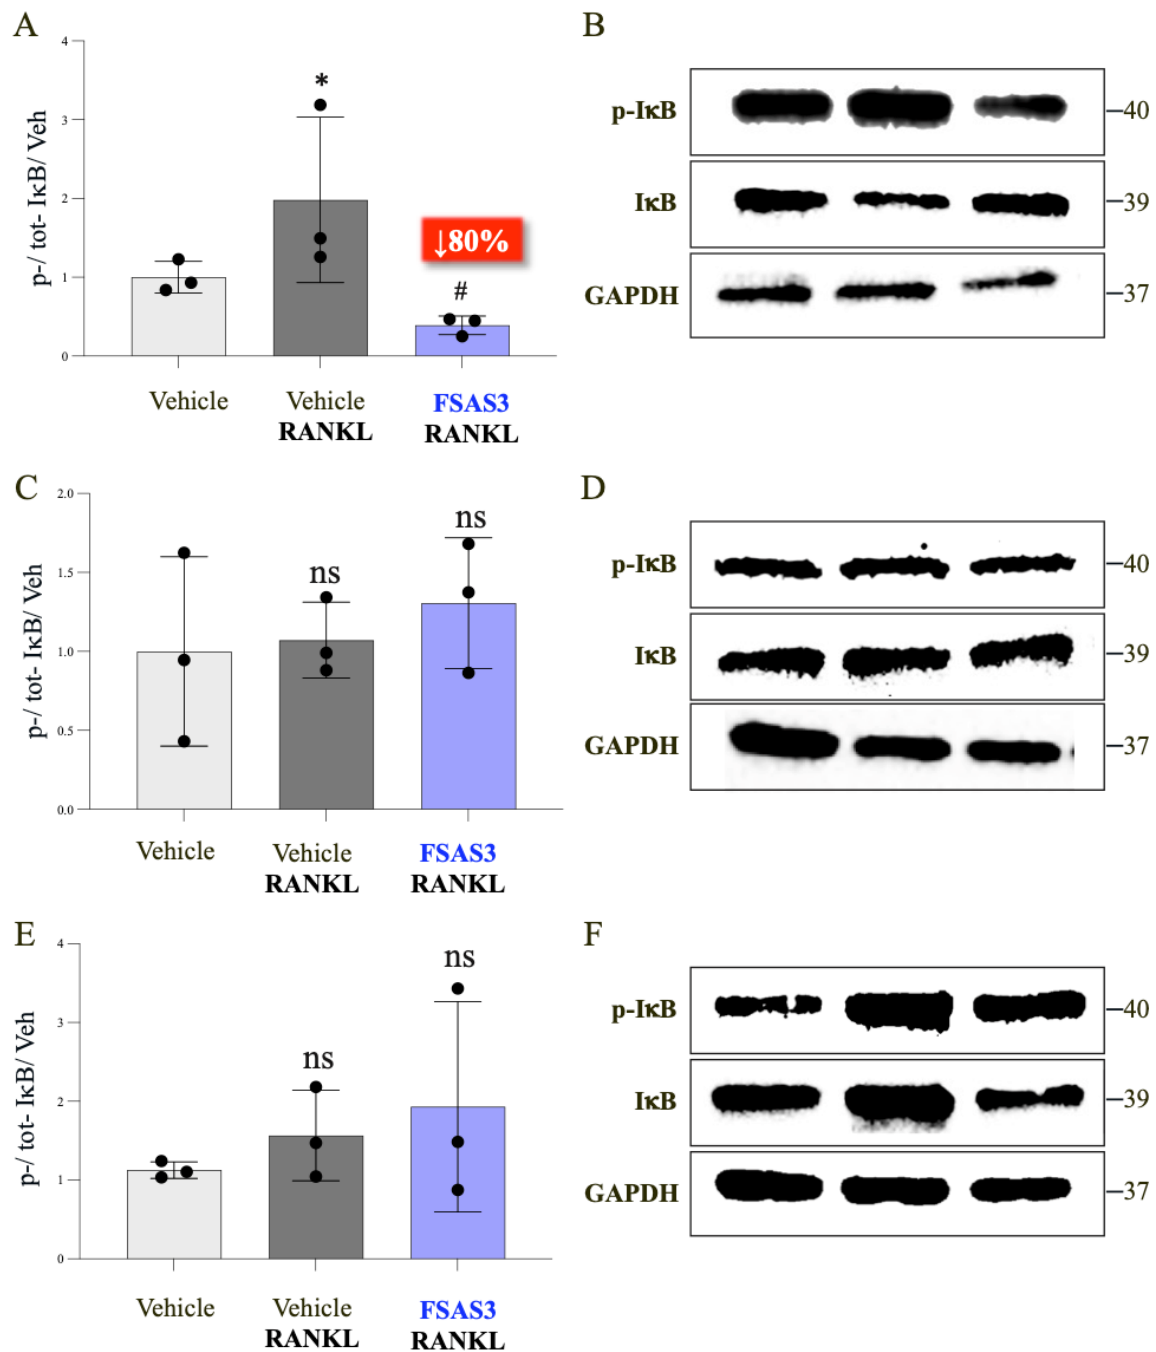 A
p-/ tot- IκB/ Veh
4
3
2
1
0
*
↓80%
#
Vehicle
Vehicle
RANKL
FSAS3
RANKL
B
p-IκB
40
IκB
39
GAPDH
37
C
p-/ tot- IκB/ Veh
2.0
1.5
1.0
0.5
0.0
ns
ns
Vehicle
Vehicle
RANKL
FSAS3
RANKL
D
p-IκB
40
IκB
39
GAPDH
37
E
p-/ tot- IκB/ Veh
4
3
2
1
0
ns
ns
Vehicle
Vehicle
RANKL
FSAS3
RANKL
F
p-IκB
40
IκB
39
GAPDH
37